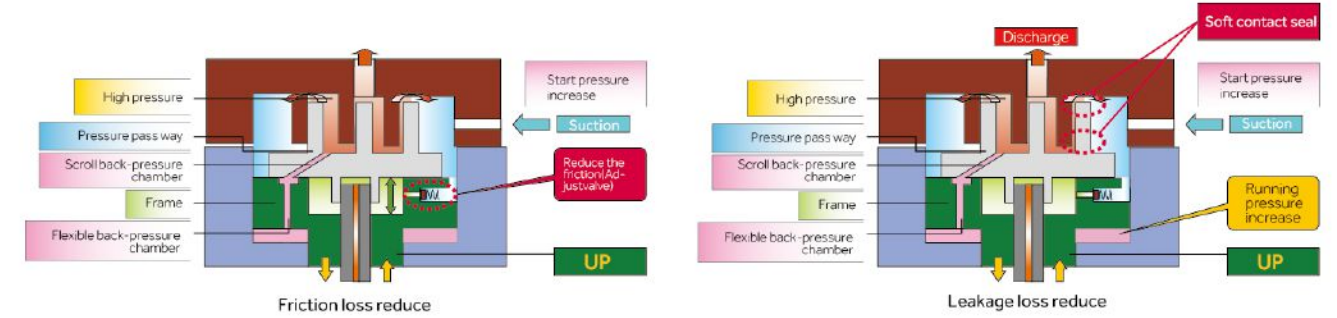 High pressure
Pressure pass way
Scroll back-pressure
chamber
Frame
Flexible back-pressure
chamber
Start pressure
increase
Suction
Reduce the
friction(Ad-
justvalve)
UP
Friction loss reduce
Discharge
Soft contact seal
High pressure
Pressure pass way
Scroll back-pressure
chamber
Frame
Flexible back-pressure
chamber
Start pressure
increase
Suction
Running
pressure
increase
UP
Leakage loss reduce